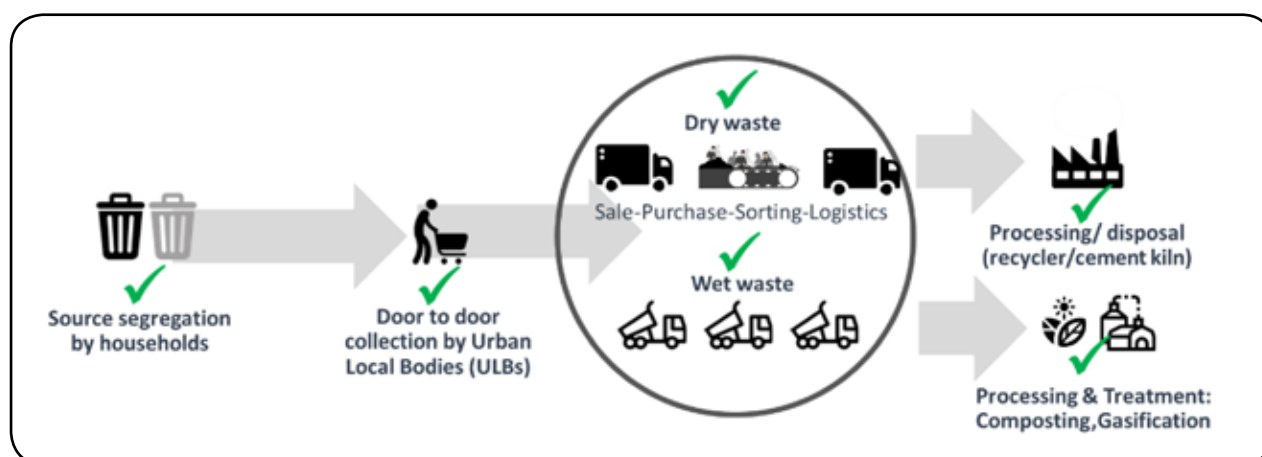 Source segregation
by households
Door to door
collection by Urban
Local Bodies (ULBs)
Dry waste
Sale-Purchase-Sorting-Logistics
Wet waste
Processing/ disposal
(recycler/cement kiln)
Processing & Treatment:
Composting,Gasification